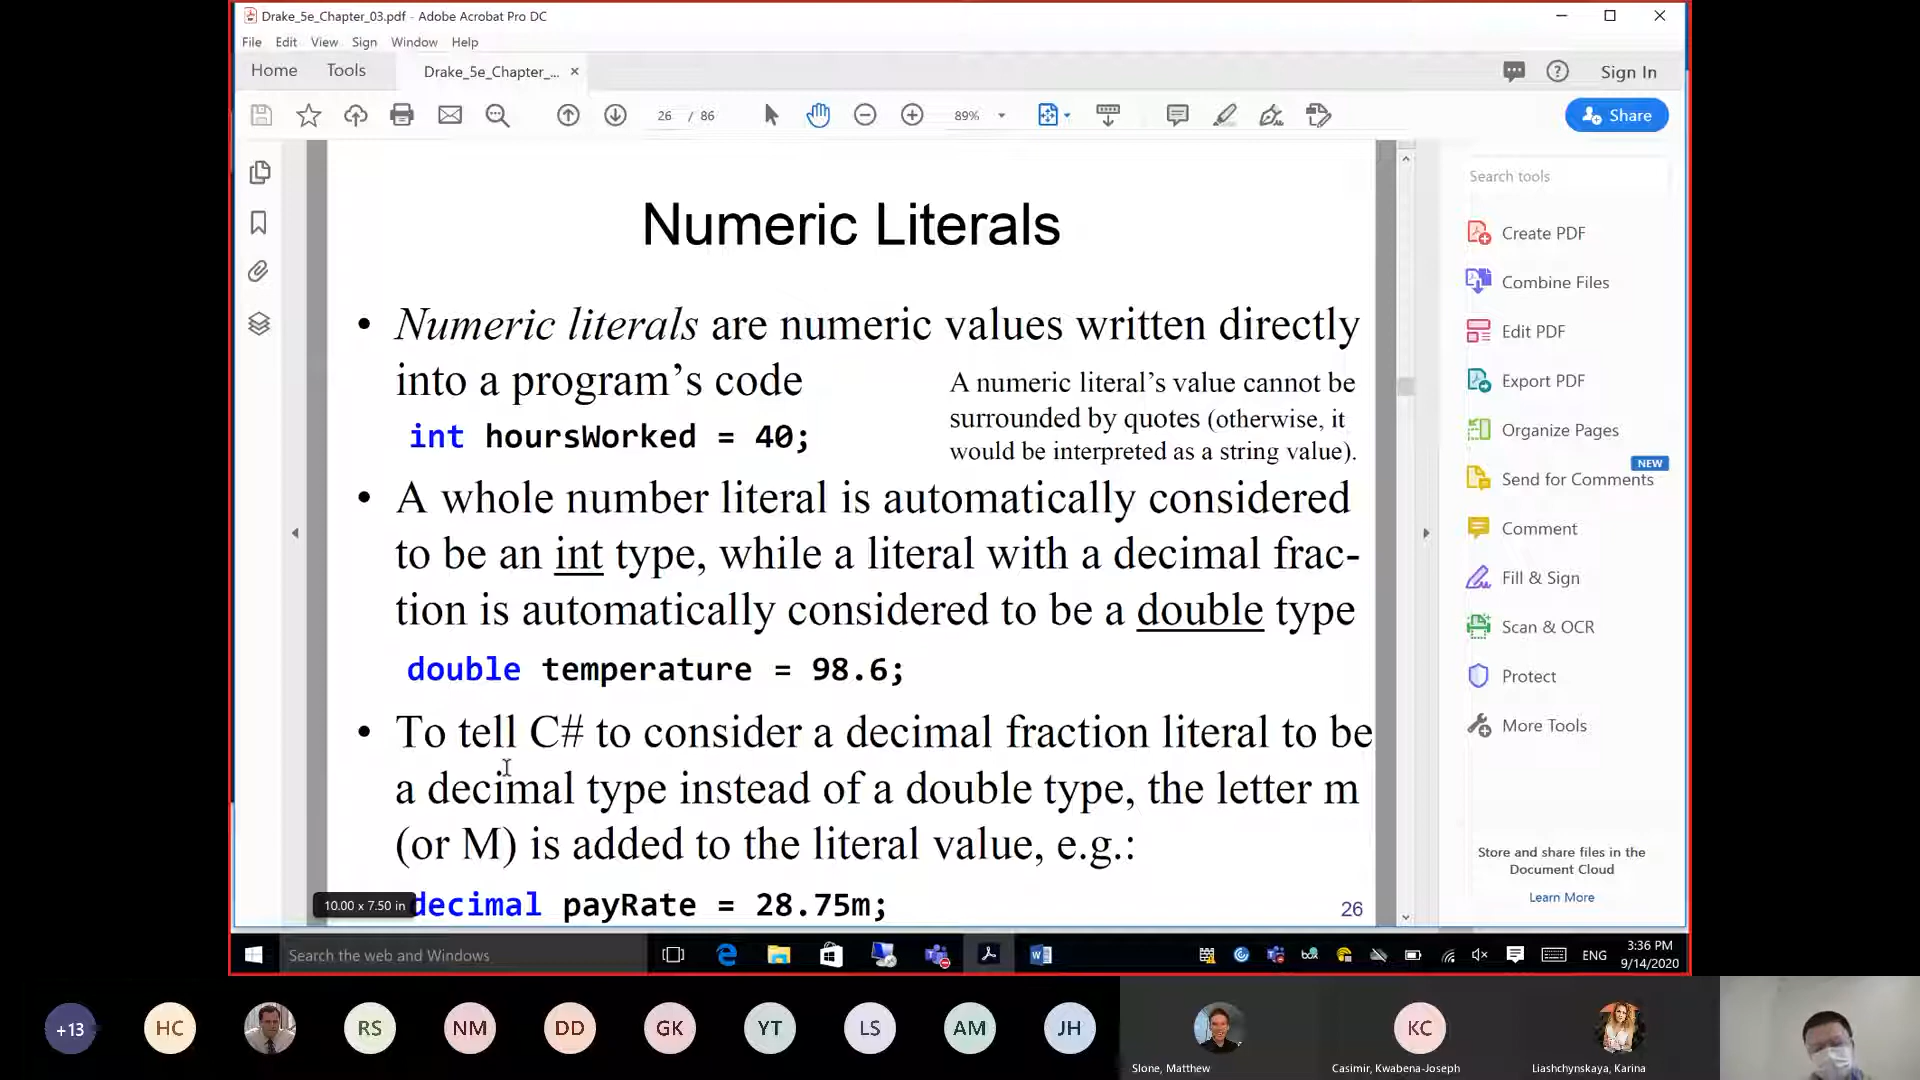 Drake_5e_Chapter_03.pdf - Adobe Acrobat Pro DC
File Edit View Sign Window Help
Home Tools Drake_5e_Chapter_... × Sign In
26 / 86 89% Share
Search tools
Create PDF
Combine Files
Edit PDF
Export PDF
Organize Pages
NEW
Send for Comments
Comment
Fill & Sign
Scan & OCR
Protect
More Tools
Store and share files in the
Document Cloud
Learn More
Numeric Literals
• Numeric literals are numeric values written directly
into a program’s code
int hoursWorked = 40;
A numeric literal’s value cannot be
surrounded by quotes (otherwise, it
would be interpreted as a string value).
• A whole number literal is automatically considered
to be an int type, while a literal with a decimal frac-
tion is automatically considered to be a double type
double temperature = 98.6;
• To tell C# to consider a decimal fraction literal to be
a decimal type instead of a double type, the letter m
(or M) is added to the literal value, e.g.:
decimal payRate = 28.75m;
10.00 x 7.50 in
26
Search the web and Windows
ENG
3:36 PM
9/14/2020
+13 HC RS NM DD GK YT LS AM JH KC
Slone, Matthew Casimir, Kwabena-Joseph Liashchynskaya, Karina